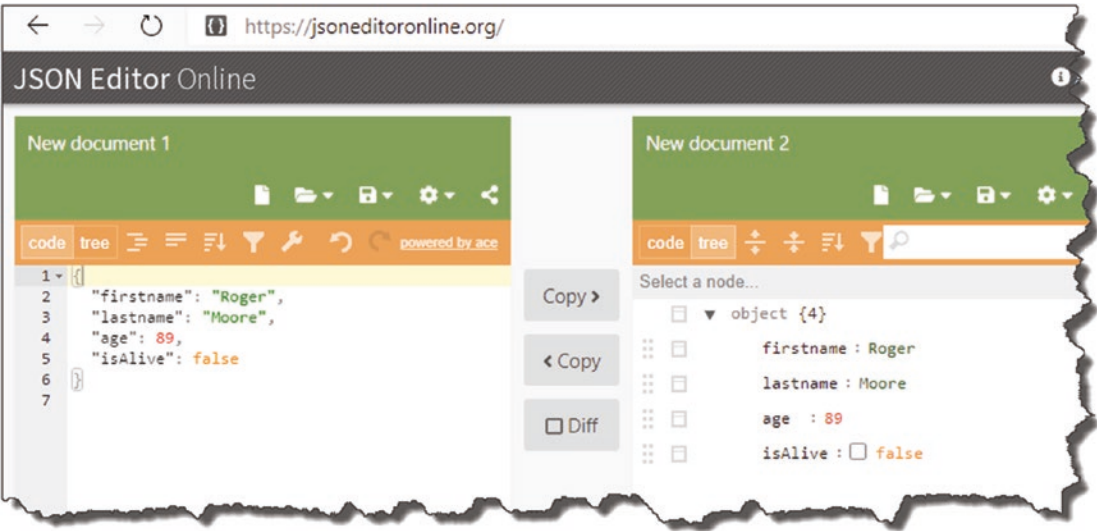 https://jsoneditoronline.org/
JSON Editor Online
New document 1
code tree powered by ace
1 {
2 "firstname": "Roger",
3 "lastname": "Moore",
4 "age": 89,
5 "isAlive": false
6 }
7
Copy >
< Copy
Diff
New document 2
code tree
Select a node...
object {4}
firstname : Roger
lastname : Moore
age : 89
isAlive : false